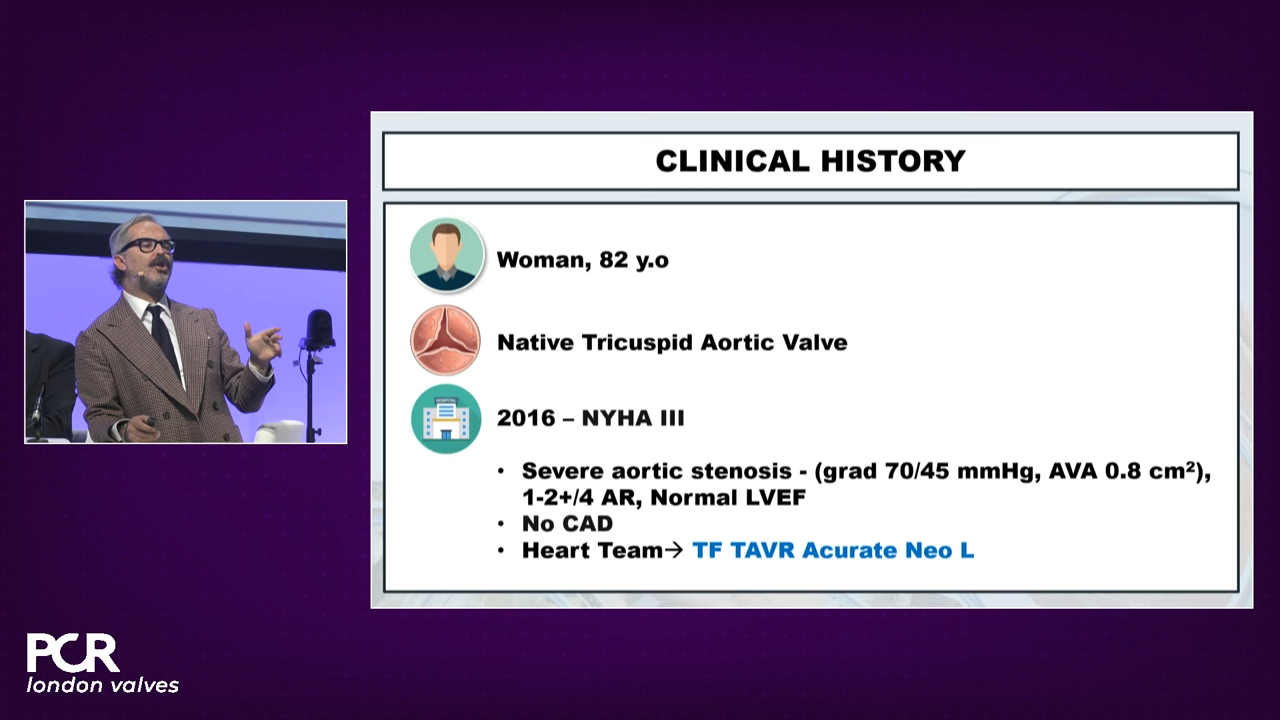 CLINICAL HISTORY
Woman, 82 y.o
Native Tricuspid Aortic Valve
HOSPITAL
2016 – NYHA III
• Severe aortic stenosis - (grad 70/45 mmHg, AVA 0.8 cm²),
1-2+/4 AR, Normal LVEF
• No CAD
• Heart Team→ TF TAVR Acurate Neo L
PCR
london valves